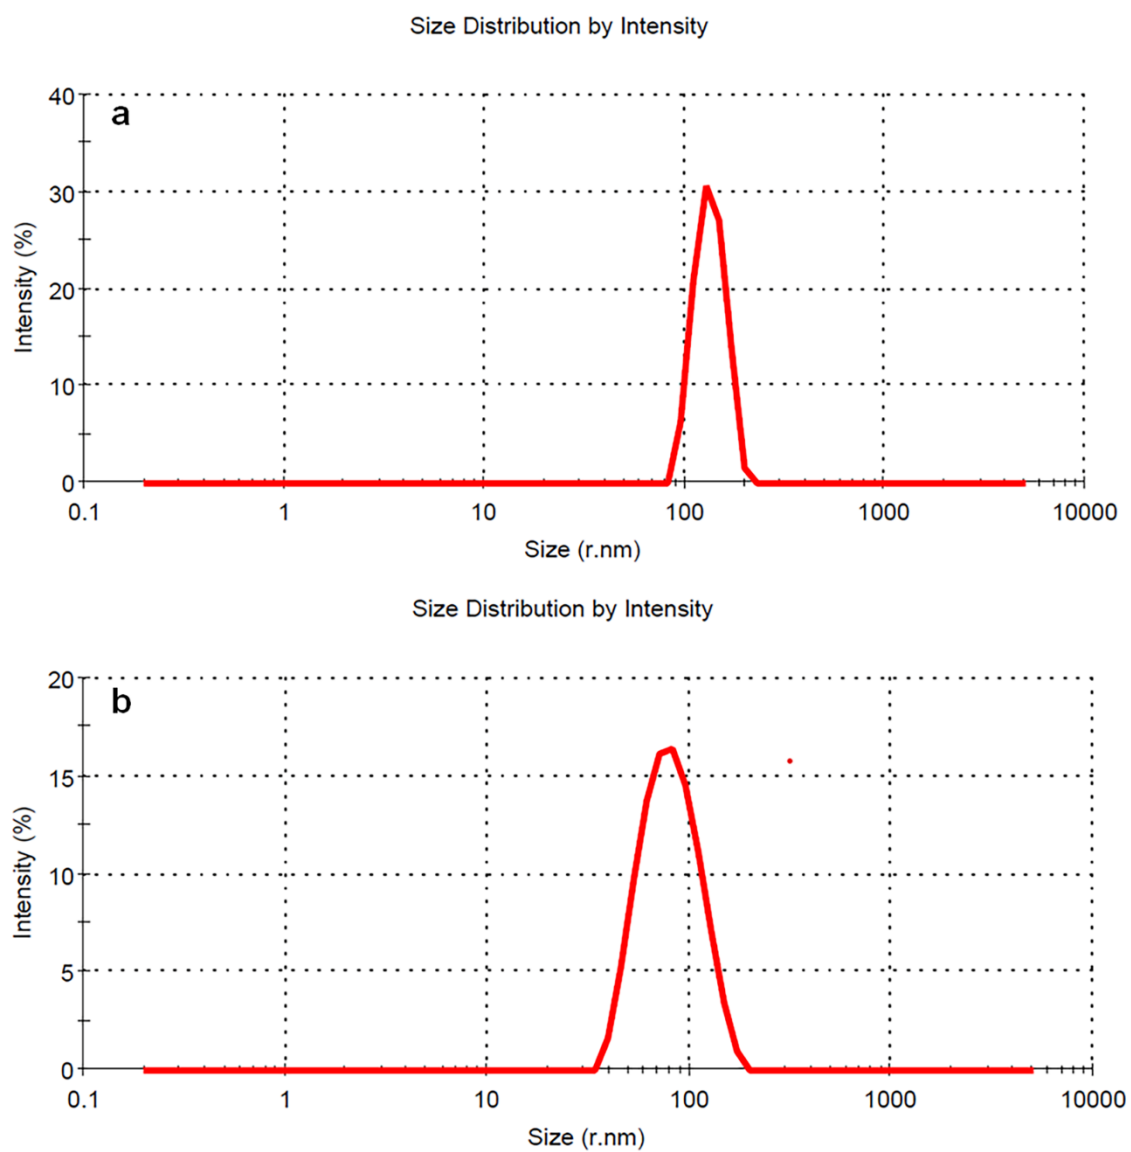 Size Distribution by Intensity
a
40
30
20
10
0
Intensity (%)
0.1 1 10 100 1000 10000
Size (r.nm)
Size Distribution by Intensity
b
20
15
10
5
0
Intensity (%)
0.1 1 10 100 1000 10000
Size (r.nm)